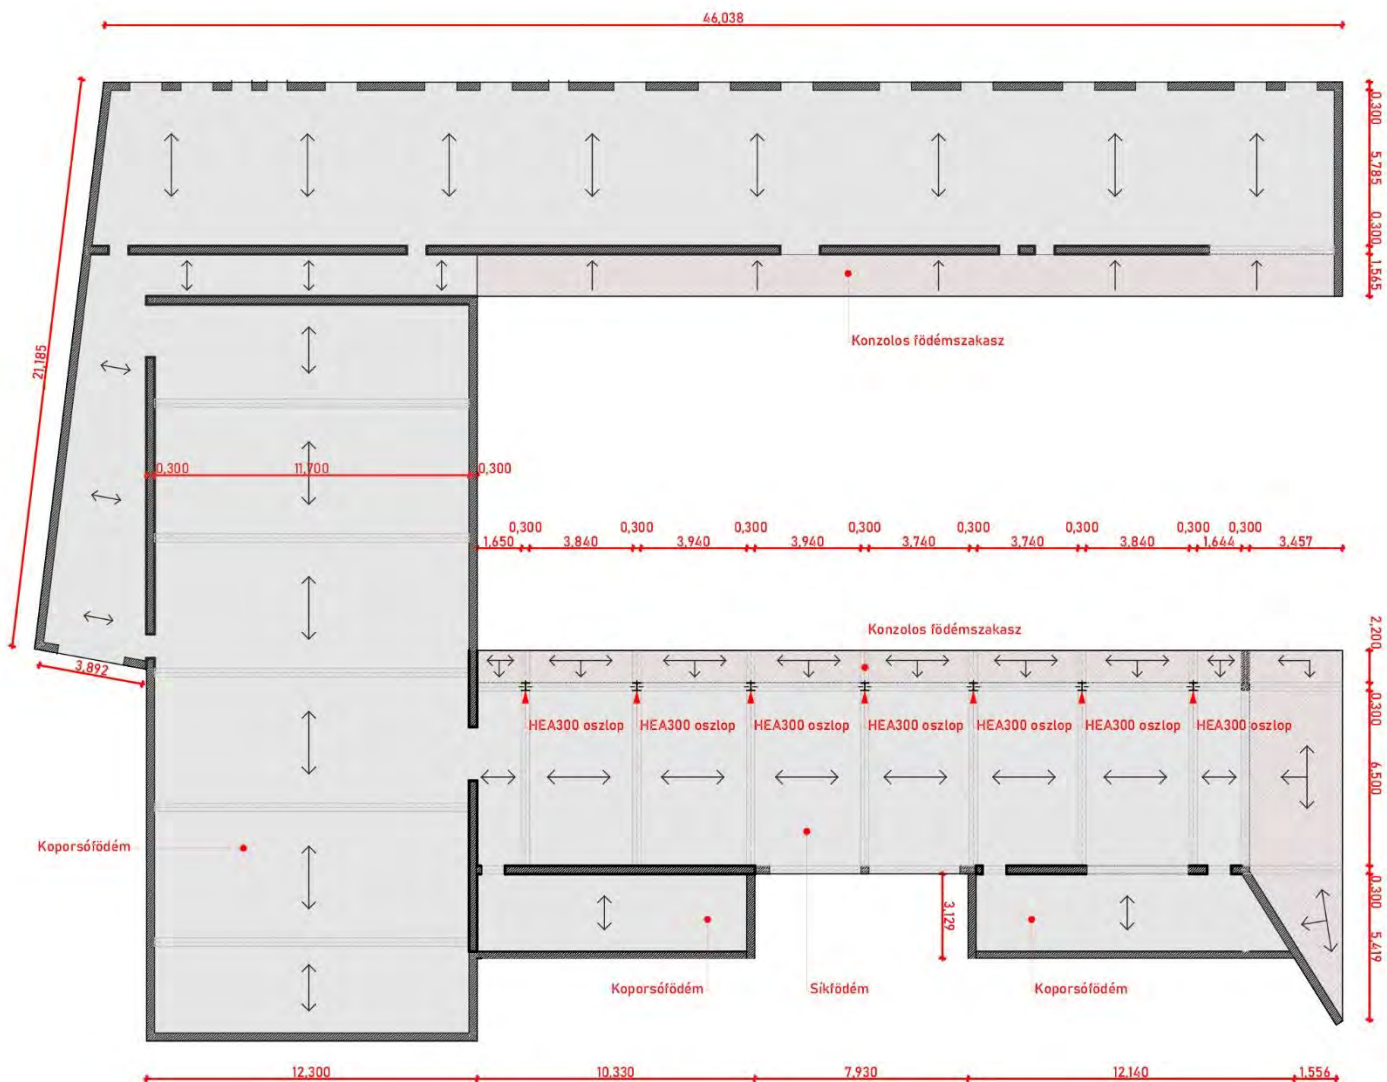 46,038
0,300
5,785
0,300
1,565
21,185
Konzolos födémszakasz
0,300
11,700
0,300
0,300 0,300 0,300 0,300 0,300 0,300 0,300 0,300
1,650 3,840 3,940 3,940 3,740 3,740 3,840 1,644 3,457
2,200
Konzolos födémszakasz
3,892
0,300
HEA300 oszlop HEA300 oszlop HEA300 oszlop HEA300 oszlop HEA300 oszlop HEA300 oszlop HEA300 oszlop
6,500
Koporsófödém
0,300
3,129
5,419
Koporsófödém Síkfödém Koporsófödém
12,300 10,330 7,930 12,140 1,556